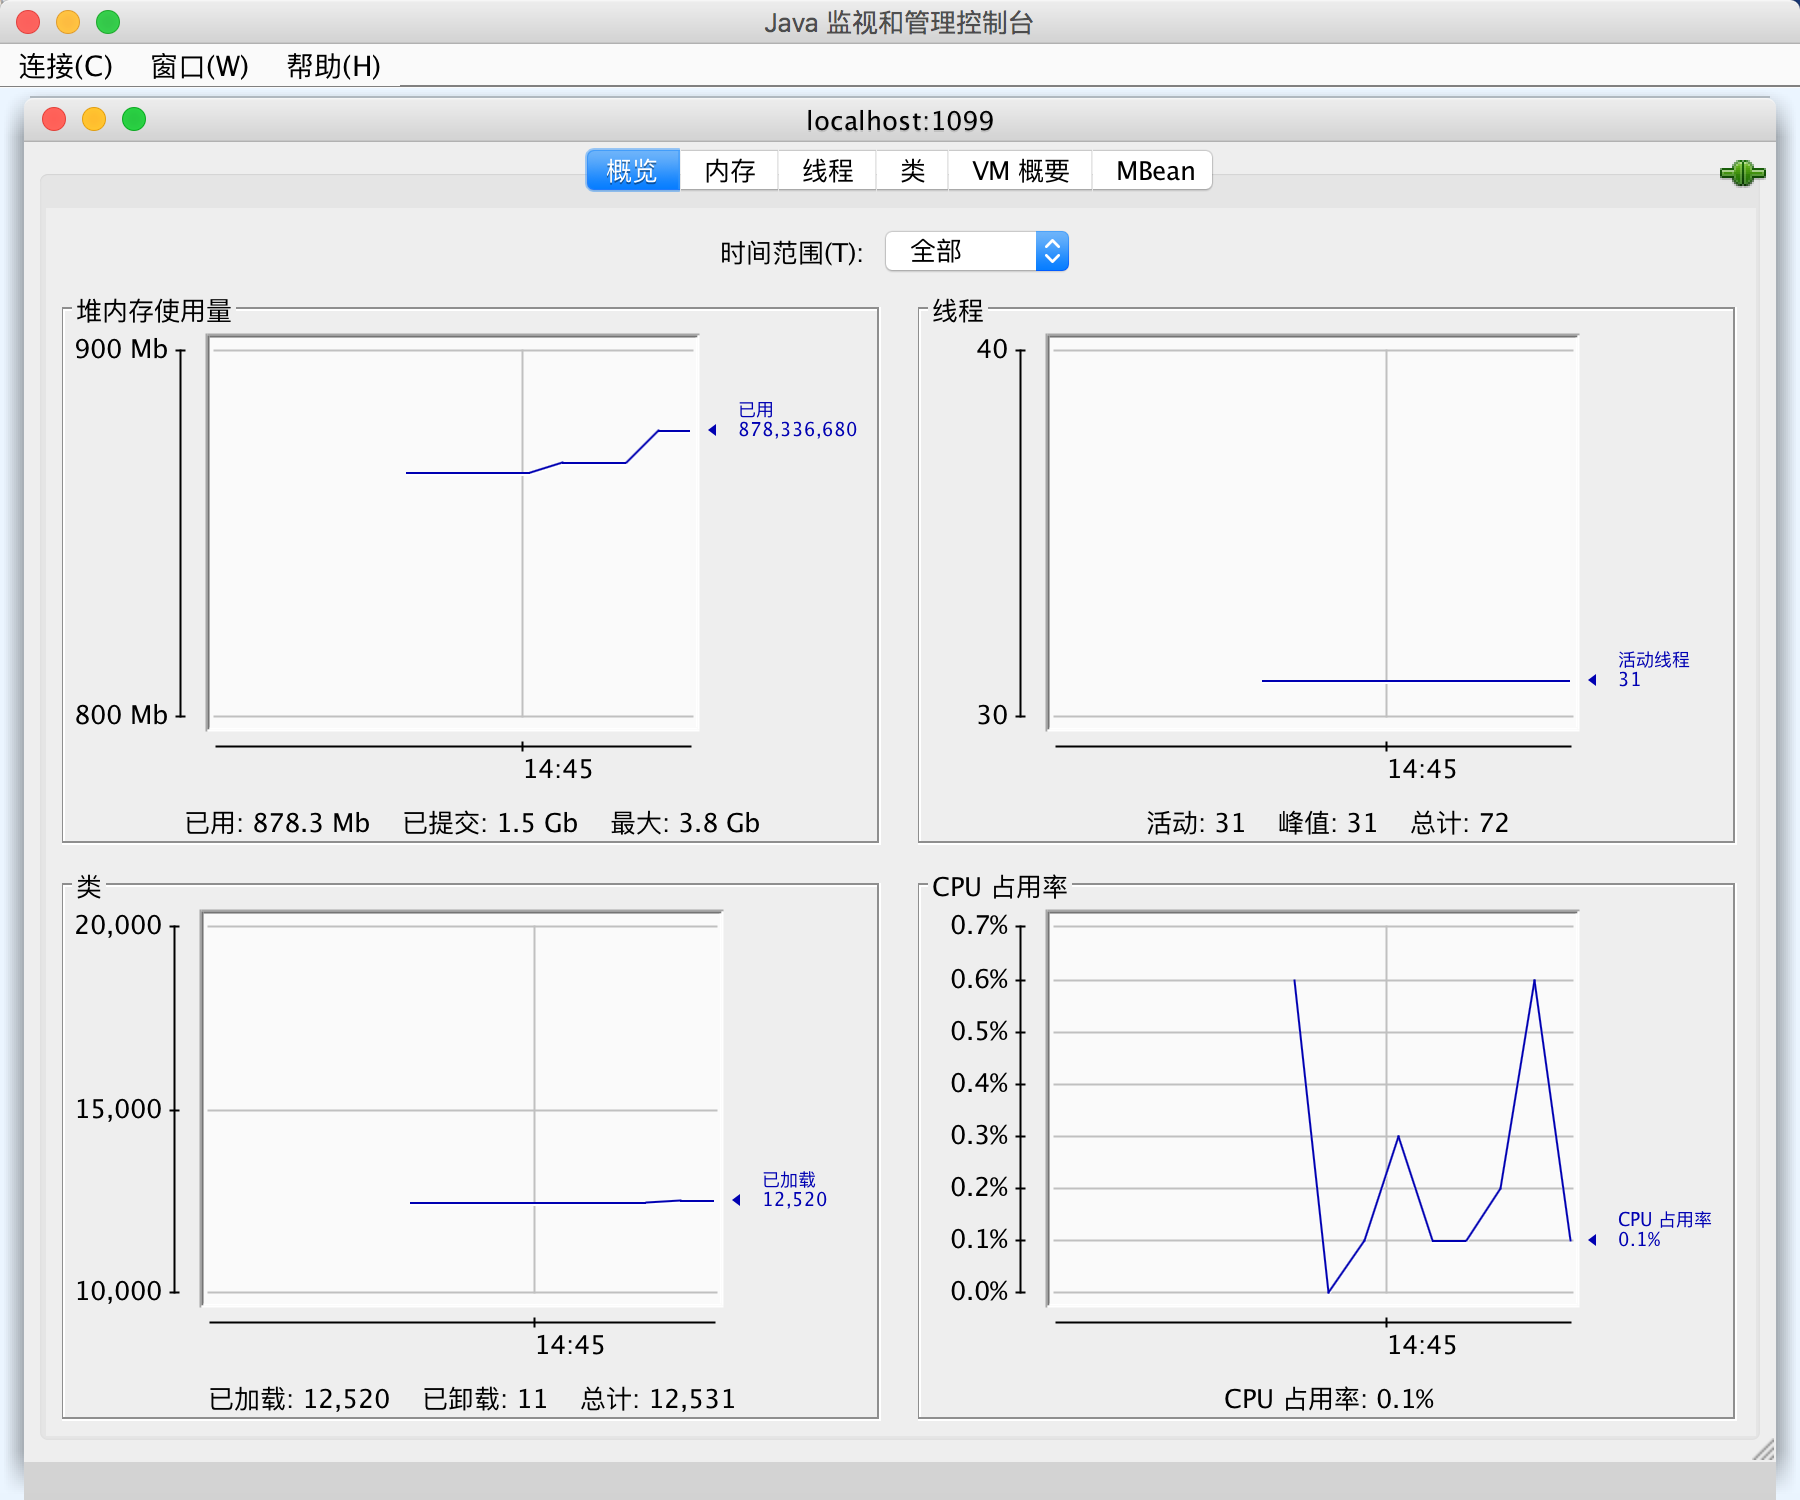 Java 监视和管理控制台
连接(C) 窗口(W) 帮助(H)
localhost:1099
概览 内存 线程 类 VM 概要 MBean
时间范围(T): 全部
堆内存使用量
900 Mb
已用
878,336,680
800 Mb
14:45
已用: 878.3 Mb 已提交: 1.5 Gb 最大: 3.8 Gb
线程
40
活动线程
31
30
14:45
活动: 31 峰值: 31 总计: 72
类
20,000
15,000
已加载
12,520
10,000
14:45
已加载: 12,520 已卸载: 11 总计: 12,531
CPU 占用率
0.7%
0.6%
0.5%
0.4%
0.3%
0.2%
CPU 占用率
0.1%
0.1%
0.0%
14:45
CPU 占用率: 0.1%